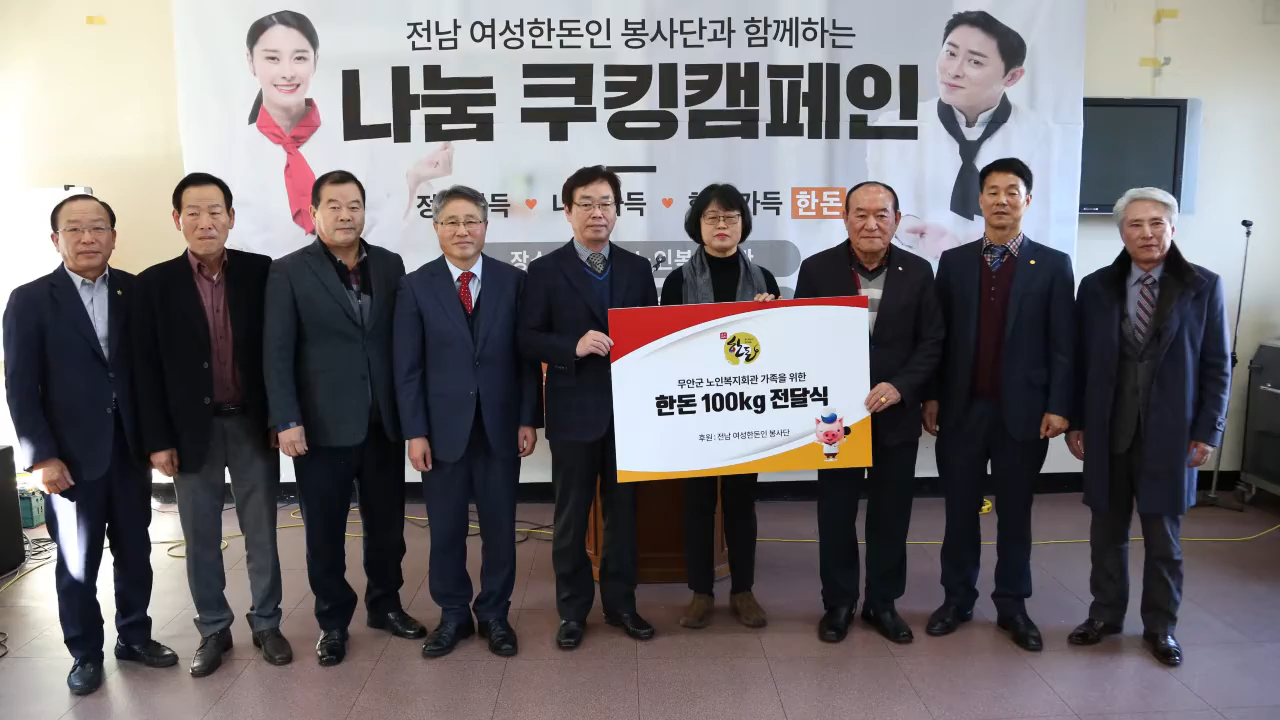 전남 여성한돈인 봉사단과 함께하는
나눔 쿠킹캠페인
한돈
한돈
무안군 노인복지회관 가족을 위한
한돈 100kg 전달식
후원 : 전남 여성한돈인 봉사단